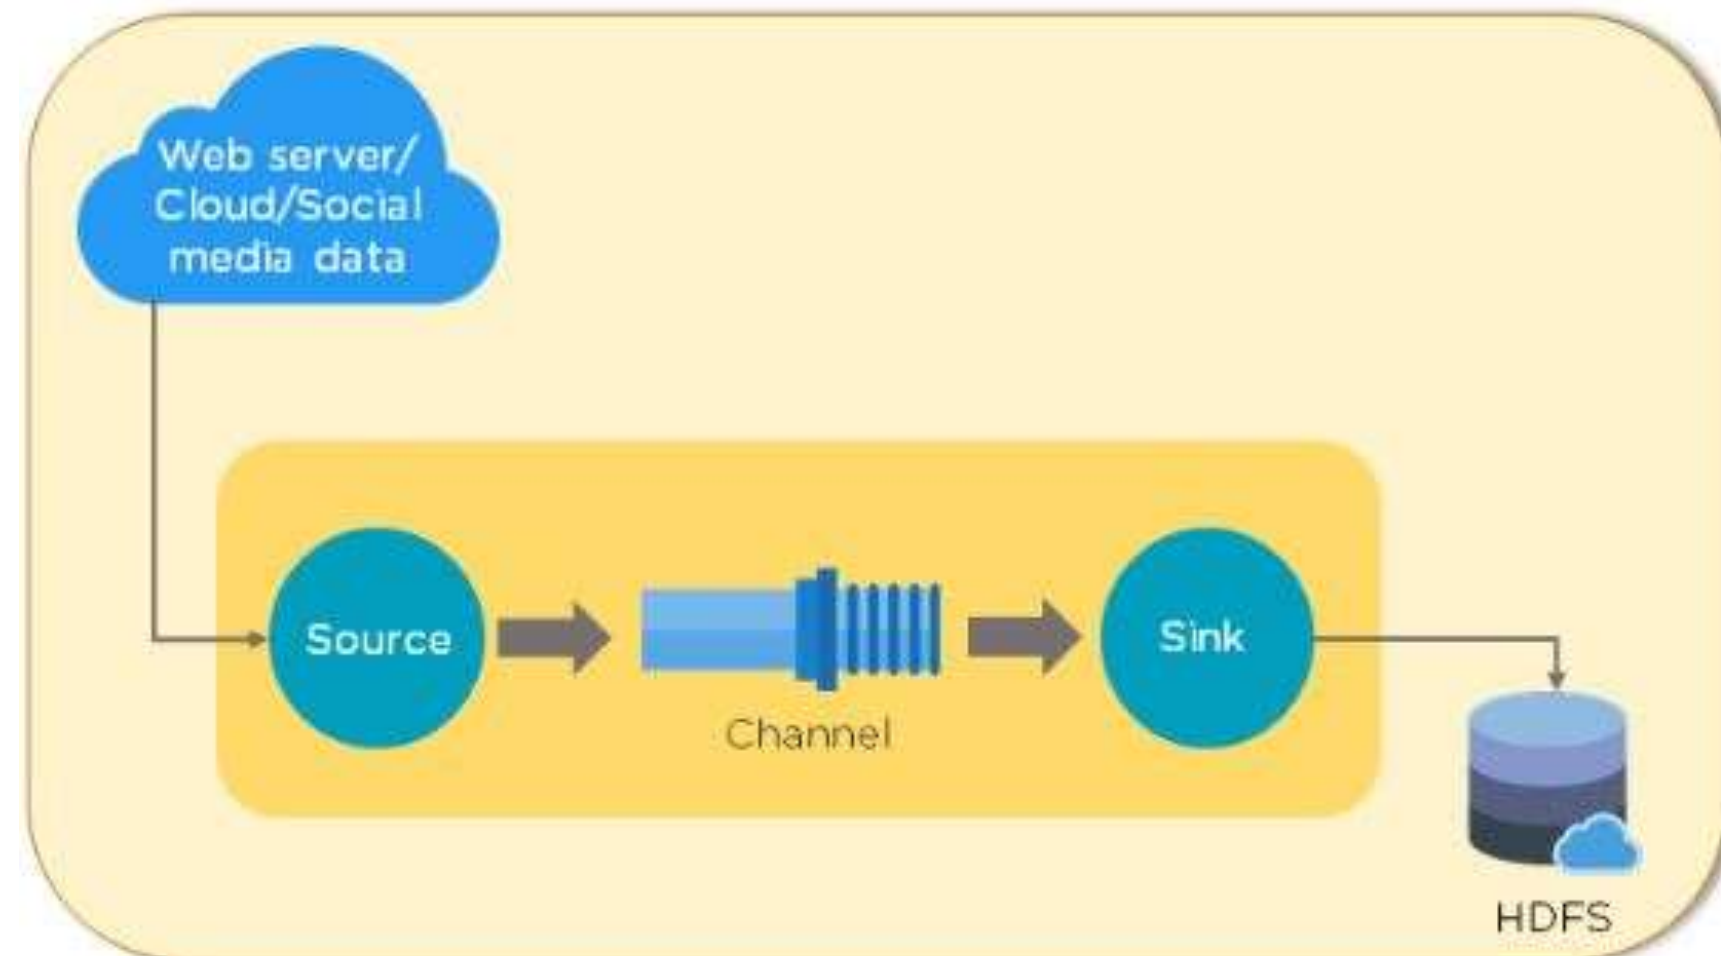 Web server/
Cloud/Social
media data
Source
Sink
Channel
HDFS